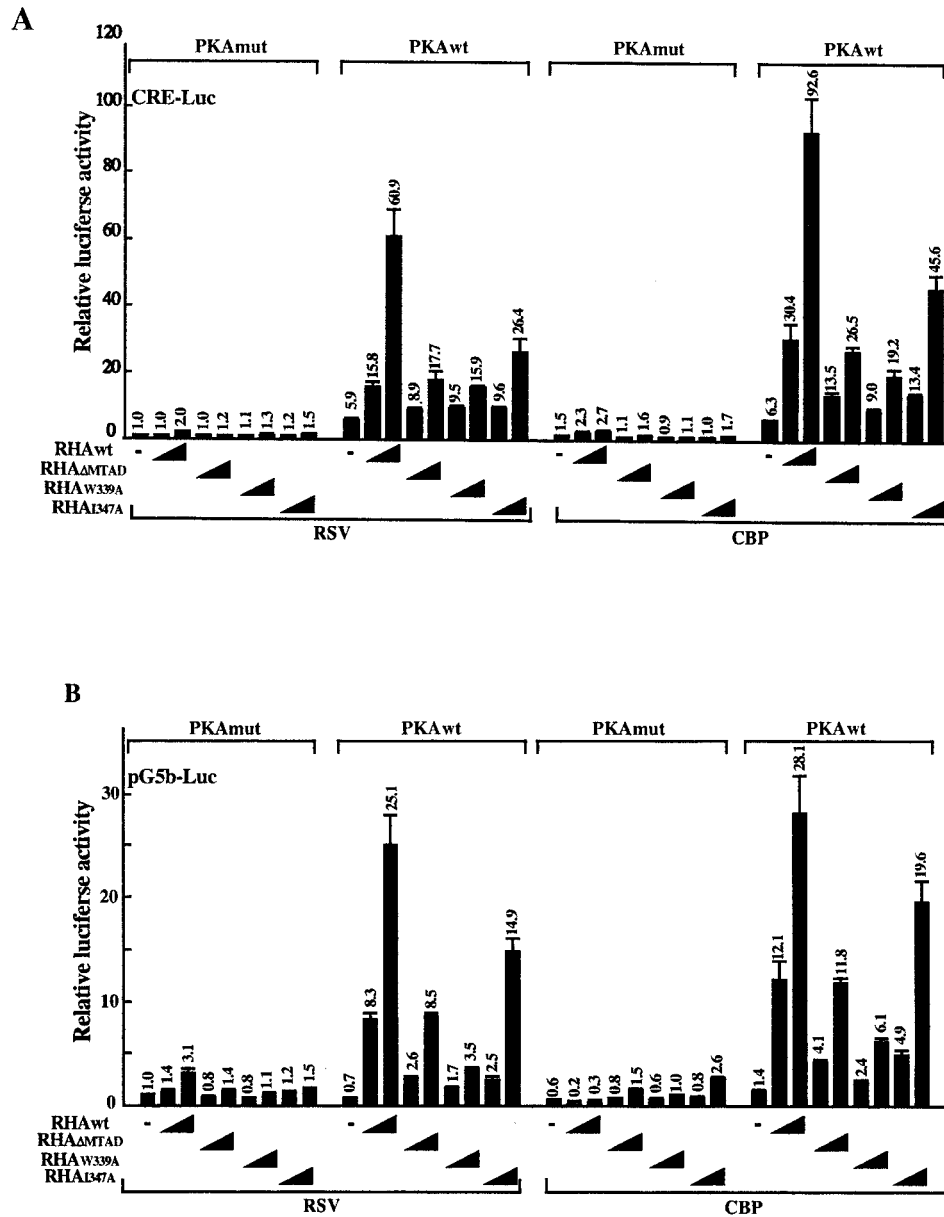 A
PKAmut PKAwt PKAmut PKAwt
CRE-Luc
Relative luciferse activity
120
100
80
60
40
20
0
1.0 1.0 2.0 1.0 1.2 1.1 1.3 1.2 1.5
5.9 15.8 60.9 8.9 17.7 9.5 15.9 9.6 26.4
1.5 2.3 2.7 1.1 1.6 0.9 1.1 1.0 1.7
6.3 30.4 92.6 13.5 26.5 9.0 19.2 13.4 45.6
RHAwt - - - -
RHAΔMTAD
RHAW339A
RHAI347A
RSV CBP
B
PKAmut PKAwt PKAmut PKAwt
pG5b-Luc
Relative luciferse activity
30
20
10
0
1.0 1.4 3.1 0.8 1.4 0.8 1.1 1.2 1.5
0.7 8.3 25.1 2.6 8.5 1.7 3.5 2.5 14.9
0.6 0.2 0.3 0.8 1.5 0.6 1.0 0.8 2.6
1.4 12.1 28.1 4.1 11.8 2.4 6.1 4.9 19.6
RHAwt - - - -
RHAΔMTAD
RHAW339A
RHAI347A
RSV CBP